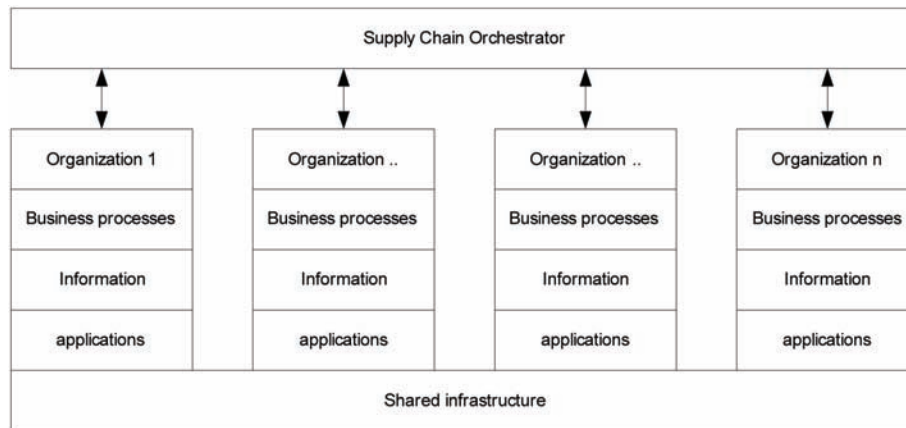 Supply Chain Orchestrator
Organization 1
Organization ..
Organization ..
Organization n
Business processes
Business processes
Business processes
Business processes
Information
Information
Information
Information
applications
applications
applications
applications
Shared infrastructure